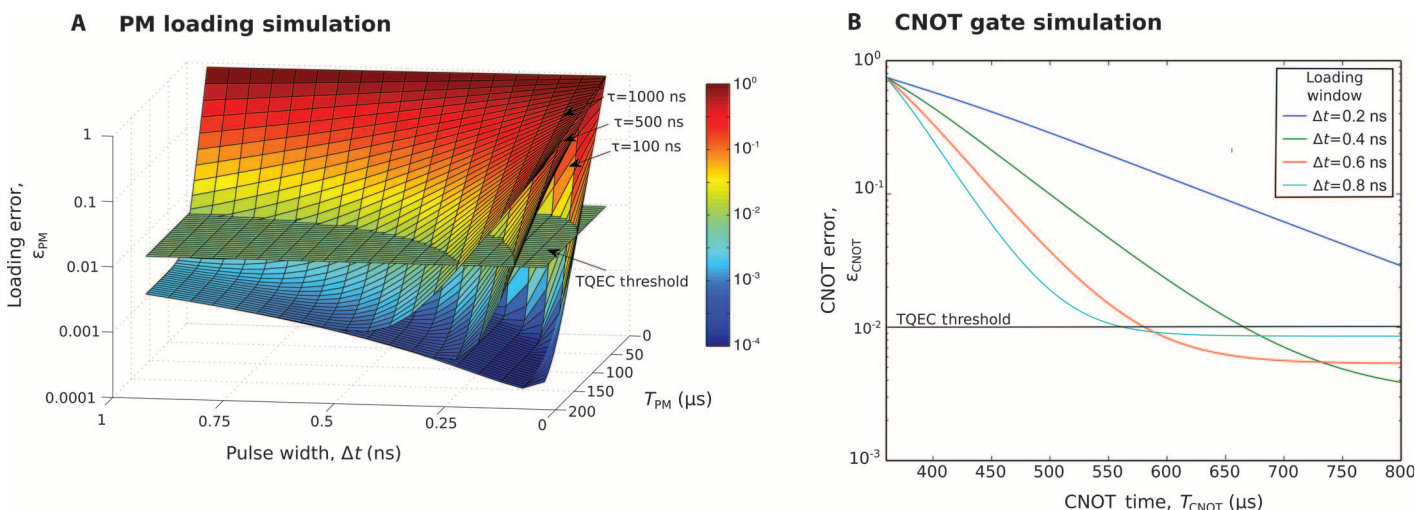 A PM loading simulation
τ=1000 ns
τ=500 ns
τ=100 ns
TQEC threshold
Loading error,
ε_PM
1
0.1
0.01
0.001
0.0001
1
0.75
0.5
0.25
0
Pulse width, Δt (ns)
0
50
100
150
200
T_PM (μs)
10⁰
10⁻¹
10⁻²
10⁻³
10⁻⁴
B CNOT gate simulation
CNOT error,
ε_CNOT
10⁰
10⁻¹
10⁻²
10⁻³
TQEC threshold
Loading
window
Δt=0.2 ns
Δt=0.4 ns
Δt=0.6 ns
Δt=0.8 ns
400 450 500 550 600 650 700 750 800
CNOT time, T_CNOT (μs)